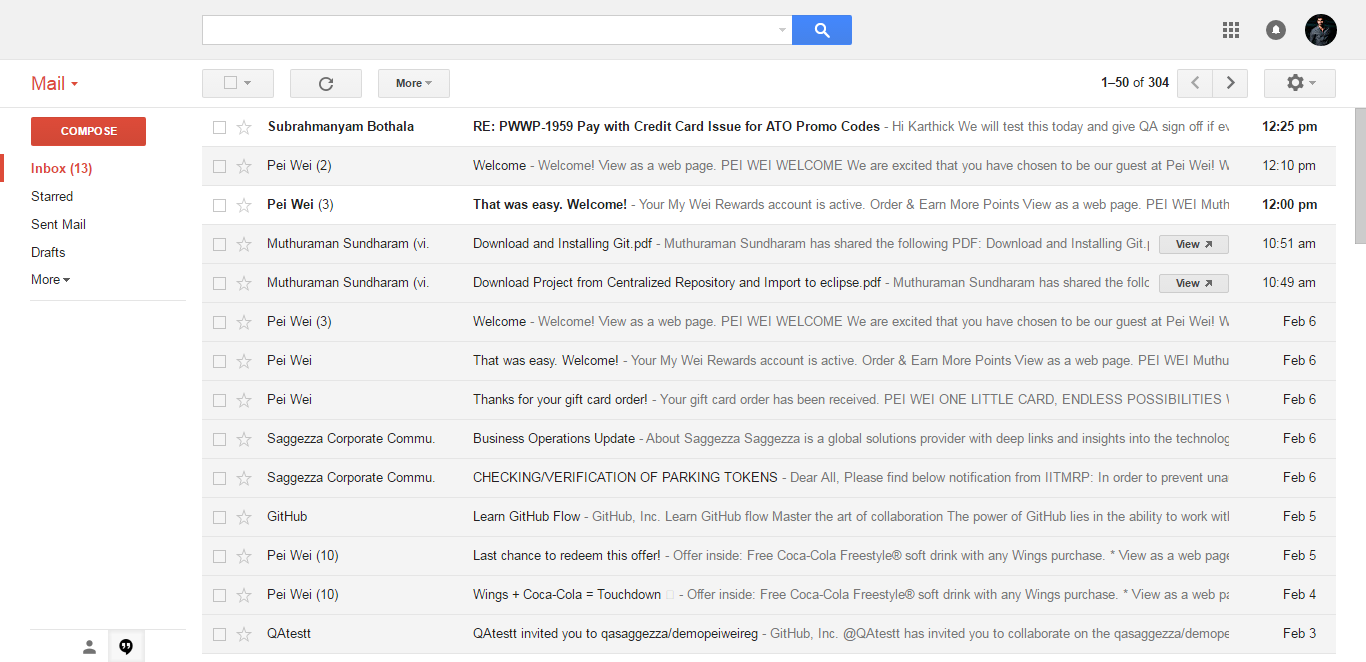 Mail
More
1–50 of 304
COMPOSE
Inbox (13)
Starred
Sent Mail
Drafts
More
Subrahmanyam Bothala RE: PWWP-1959 Pay with Credit Card Issue for ATO Promo Codes - Hi Karthick We will test this today and give QA sign off if ev 12:25 pm
Pei Wei (2) Welcome - Welcome! View as a web page. PEI WEI WELCOME We are excited that you have chosen to be our guest at Pei Wei! W 12:10 pm
Pei Wei (3) That was easy. Welcome! - Your My Wei Rewards account is active. Order & Earn More Points View as a web page. PEI WEI Muth 12:00 pm
Muthuraman Sundharam (vi. Download and Installing Git.pdf - Muthuraman Sundharam has shared the following PDF: Download and Installing Git.p View 10:51 am
Muthuraman Sundharam (vi. Download Project from Centralized Repository and Import to eclipse.pdf - Muthuraman Sundharam has shared the follo View 10:49 am
Pei Wei (3) Welcome - Welcome! View as a web page. PEI WEI WELCOME We are excited that you have chosen to be our guest at Pei Wei! W Feb 6
Pei Wei That was easy. Welcome! - Your My Wei Rewards account is active. Order & Earn More Points View as a web page. PEI WEI Muthu Feb 6
Pei Wei Thanks for your gift card order! - Your gift card order has been received. PEI WEI ONE LITTLE CARD, ENDLESS POSSIBILITIES Feb 6
Saggezza Corporate Commu. Business Operations Update - About Saggezza Saggezza is a global solutions provider with deep links and insights into the technolog Feb 6
Saggezza Corporate Commu. CHECKING/VERIFICATION OF PARKING TOKENS - Dear All, Please find below notification from IITMRP: In order to prevent una Feb 6
GitHub Learn GitHub Flow - GitHub, Inc. Learn GitHub flow Master the art of collaboration The power of GitHub lies in the ability to work wit Feb 5
Pei Wei (10) Last chance to redeem this offer! - Offer inside: Free Coca-Cola Freestyle® soft drink with any Wings purchase. * View as a web page Feb 5
Pei Wei (10) Wings + Coca-Cola = Touchdown - Offer inside: Free Coca-Cola Freestyle® soft drink with any Wings purchase. * View as a web pa Feb 4
QAtestt QAtestt invited you to qasaggezza/demopeiweireg - GitHub, Inc. @QAtestt has invited you to collaborate on the qasaggezza/demope Feb 3